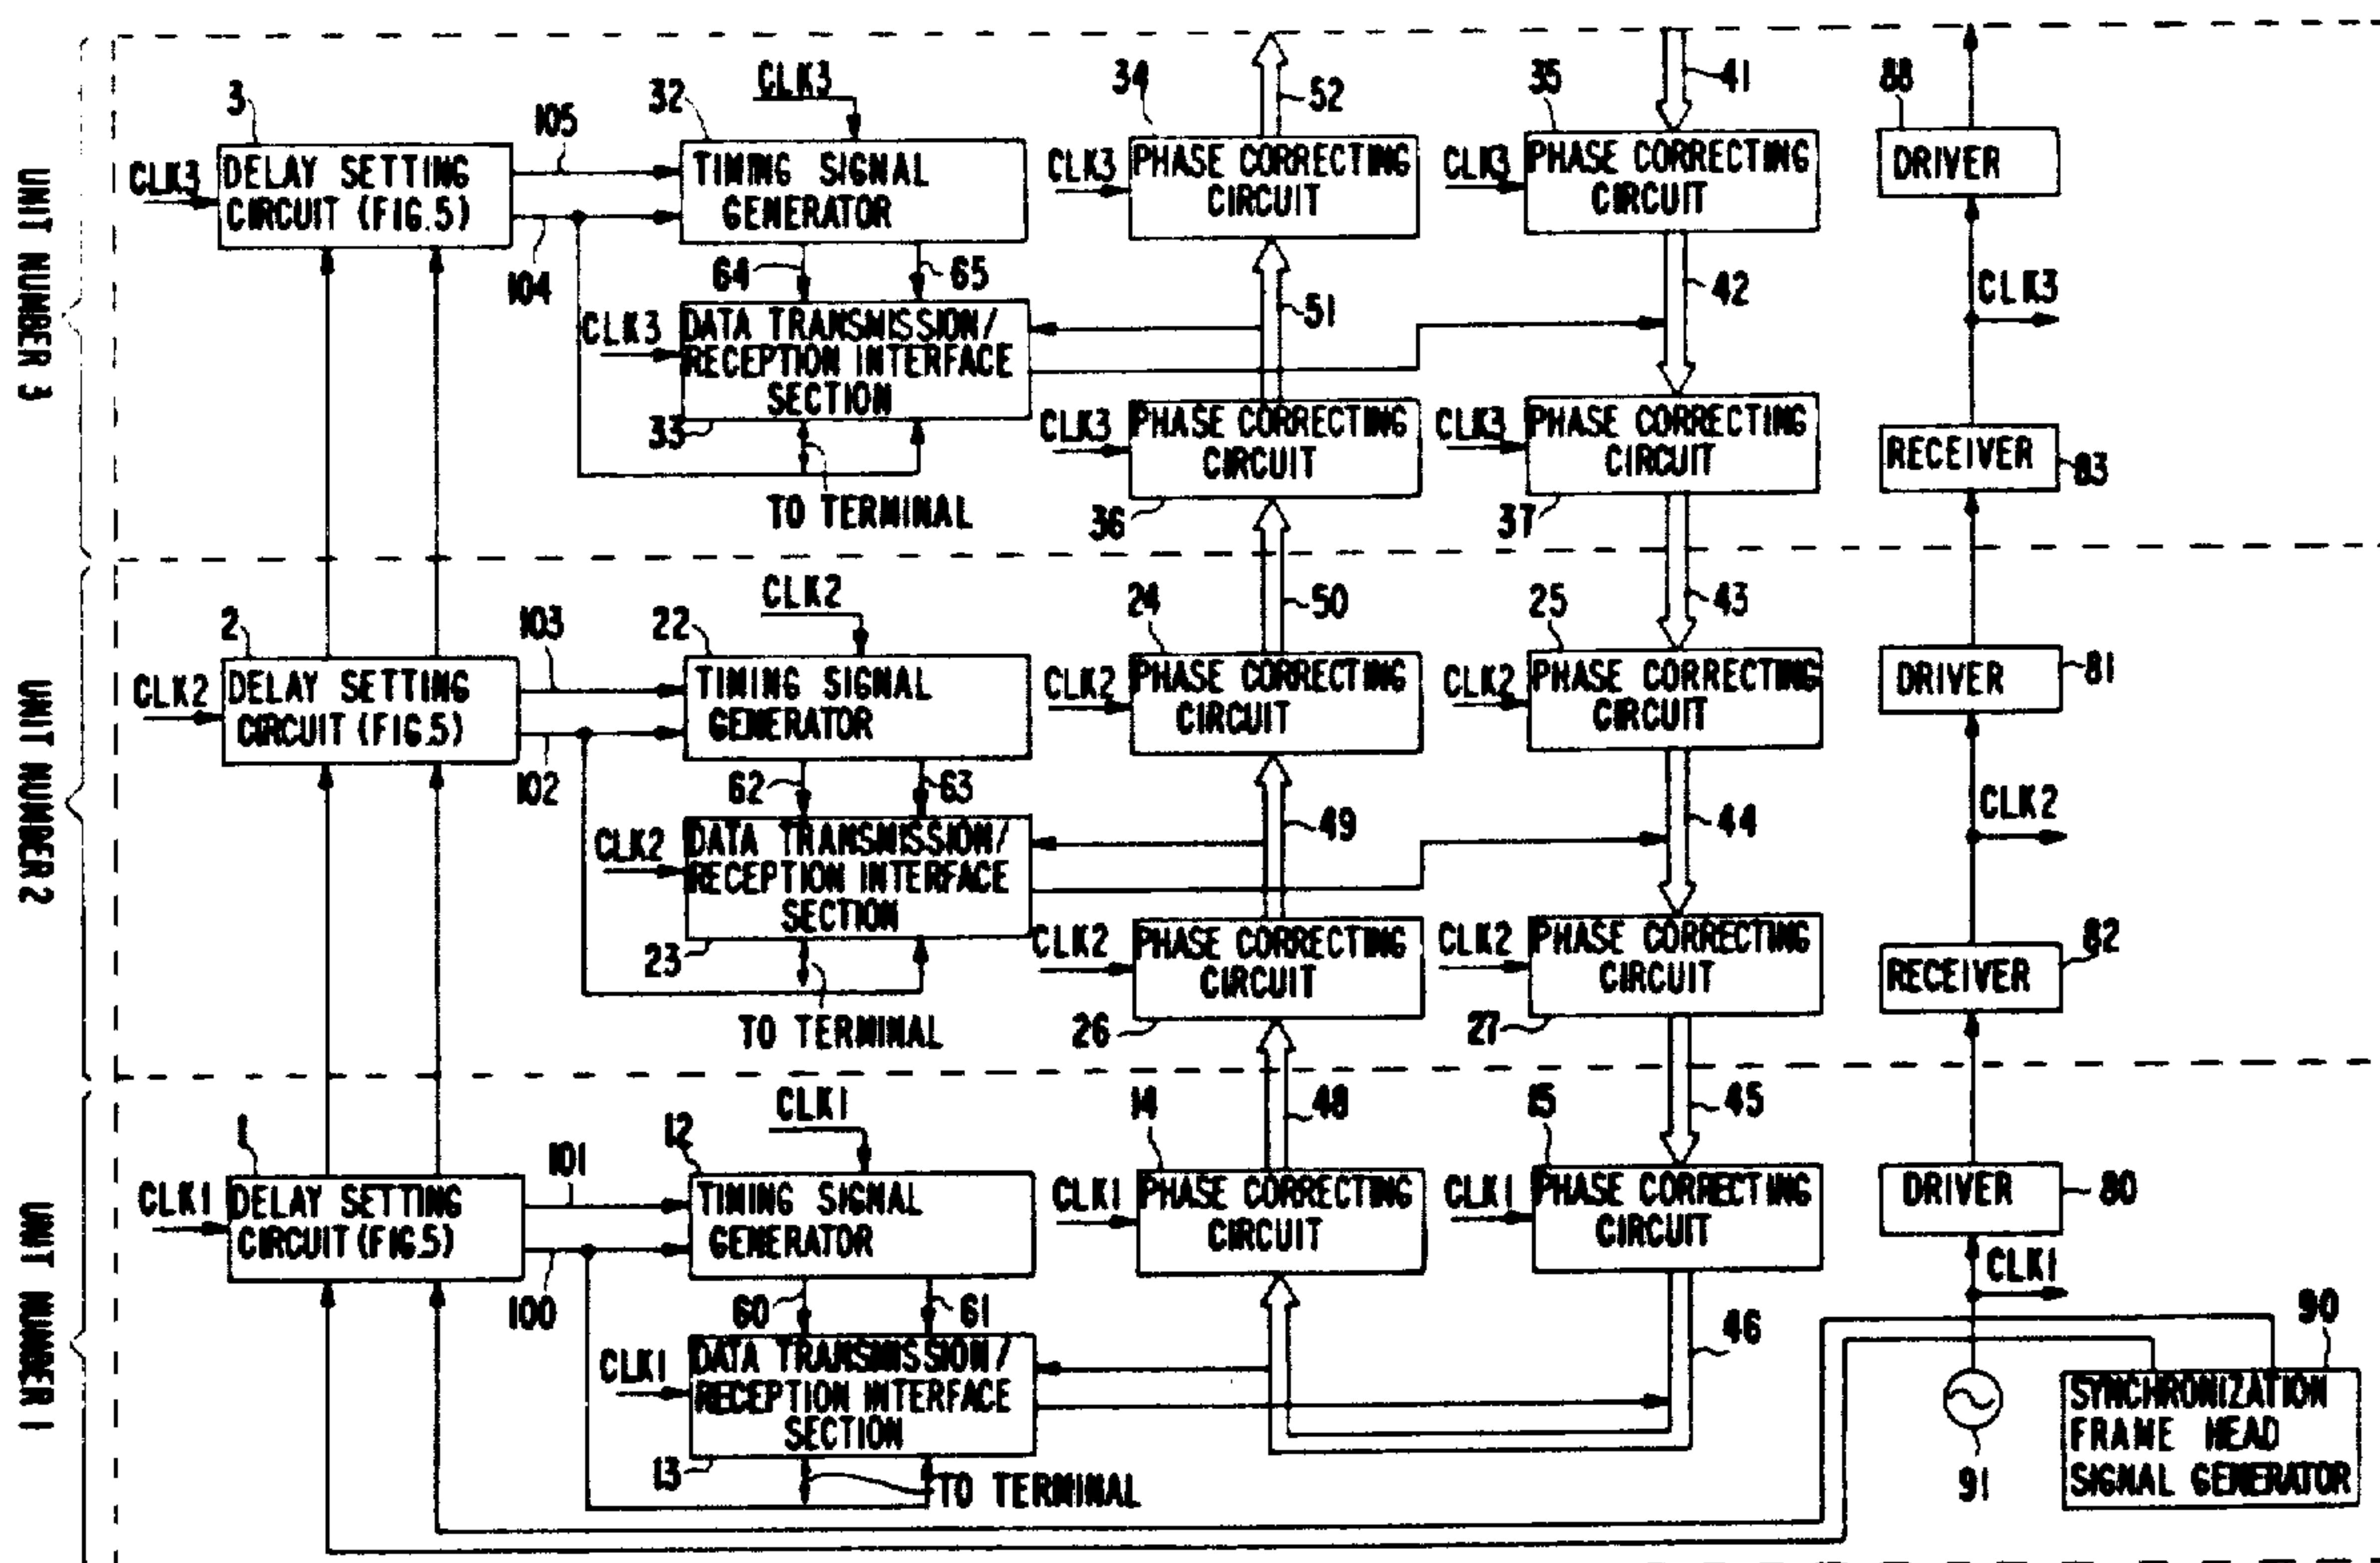 UNIT NUMBER 3
3
CLK3
DELAY SETTING
CIRCUIT (FIG.5)
105
104
32
CLK3
TIMING SIGNAL
GENERATOR
64
65
CLK3
DATA TRANSMISSION/
RECEPTION INTERFACE
SECTION
33
TO TERMINAL
34
52
CLK3
PHASE CORRECTING
CIRCUIT
51
CLK3
PHASE CORRECTING
CIRCUIT
36
35
41
CLK3
PHASE CORRECTING
CIRCUIT
42
CLK3
PHASE CORRECTING
CIRCUIT
37
88
DRIVER
CLK3
RECEIVER
83
UNIT NUMBER 2
2
CLK2
DELAY SETTING
CIRCUIT (FIG.5)
103
102
22
CLK2
TIMING SIGNAL
GENERATOR
62
63
CLK2
DATA TRANSMISSION/
RECEPTION INTERFACE
SECTION
23
TO TERMINAL
24
50
CLK2
PHASE CORRECTING
CIRCUIT
49
CLK2
PHASE CORRECTING
CIRCUIT
26
25
43
CLK2
PHASE CORRECTING
CIRCUIT
44
CLK2
PHASE CORRECTING
CIRCUIT
27
DRIVER
81
CLK2
RECEIVER
82
UNIT NUMBER 1
1
CLK1
DELAY SETTING
CIRCUIT (FIG.5)
101
100
12
CLK1
TIMING SIGNAL
GENERATOR
60
61
CLK1
DATA TRANSMISSION/
RECEPTION INTERFACE
SECTION
13
TO TERMINAL
14
48
CLK1
PHASE CORRECTING
CIRCUIT
15
45
CLK1
PHASE CORRECTING
CIRCUIT
46
DRIVER
80
CLK1
91
90
SYNCHRONIZATION
FRAME HEAD
SIGNAL GENERATOR